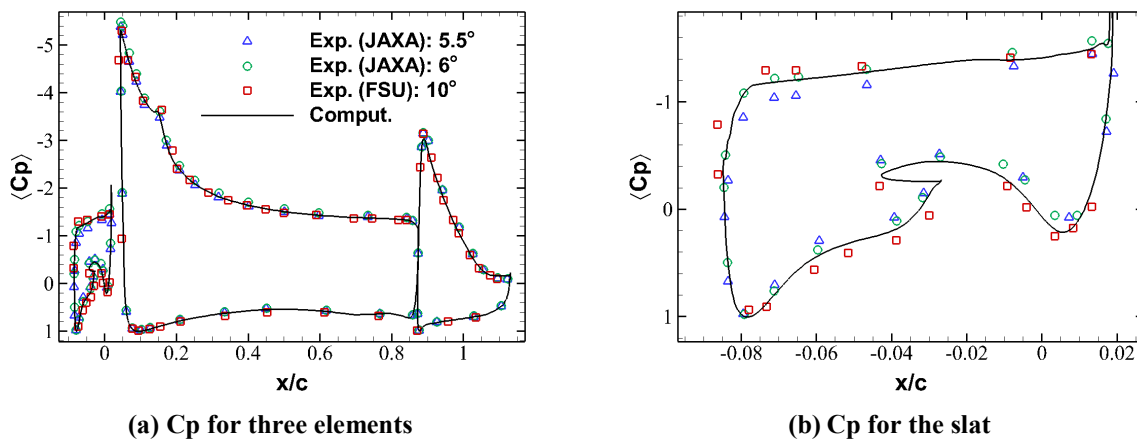 -5
-4
-3
-2
-1
0
1
⟨Cp⟩
Exp. (JAXA): 5.5°
Exp. (JAXA): 6°
Exp. (FSU): 10°
Comput.
0 0.2 0.4 0.6 0.8 1
x/c
(a) Cp for three elements
-1
0
1
⟨Cp⟩
-0.08 -0.06 -0.04 -0.02 0 0.02
x/c
(b) Cp for the slat